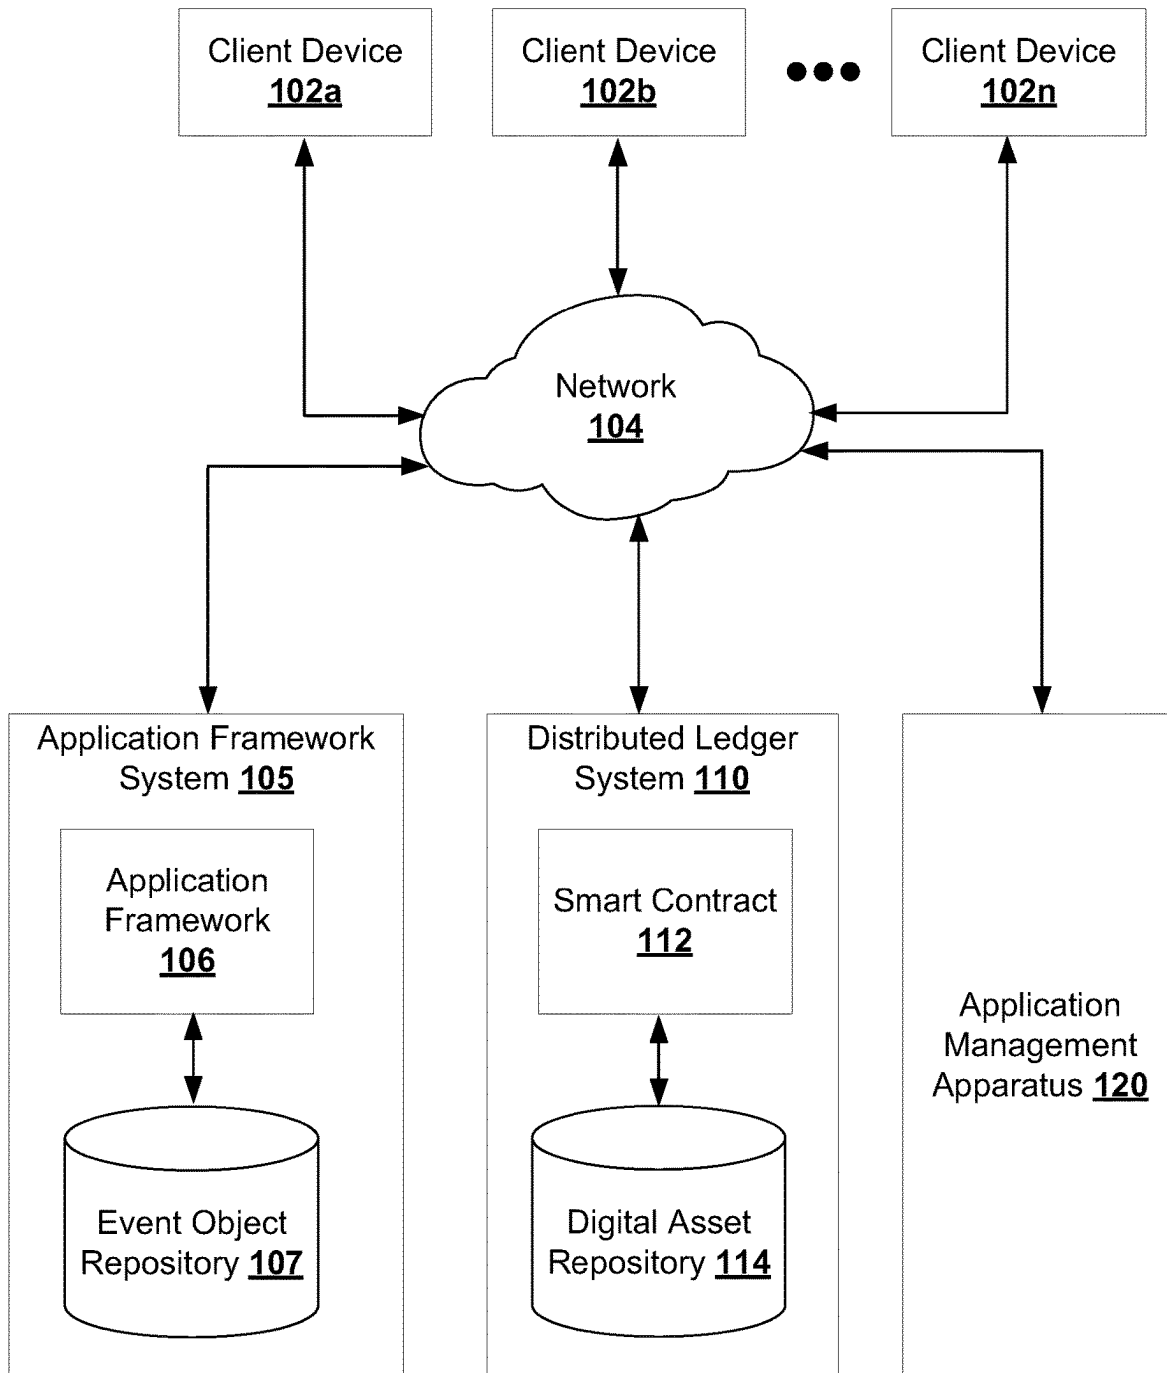 Client Device
102a
Client Device
102b
Client Device
102n
Network
104
Application Framework
System 105
Application
Framework
106
Event Object
Repository 107
Distributed Ledger
System 110
Smart Contract
112
Digital Asset
Repository 114
Application
Management
Apparatus 120